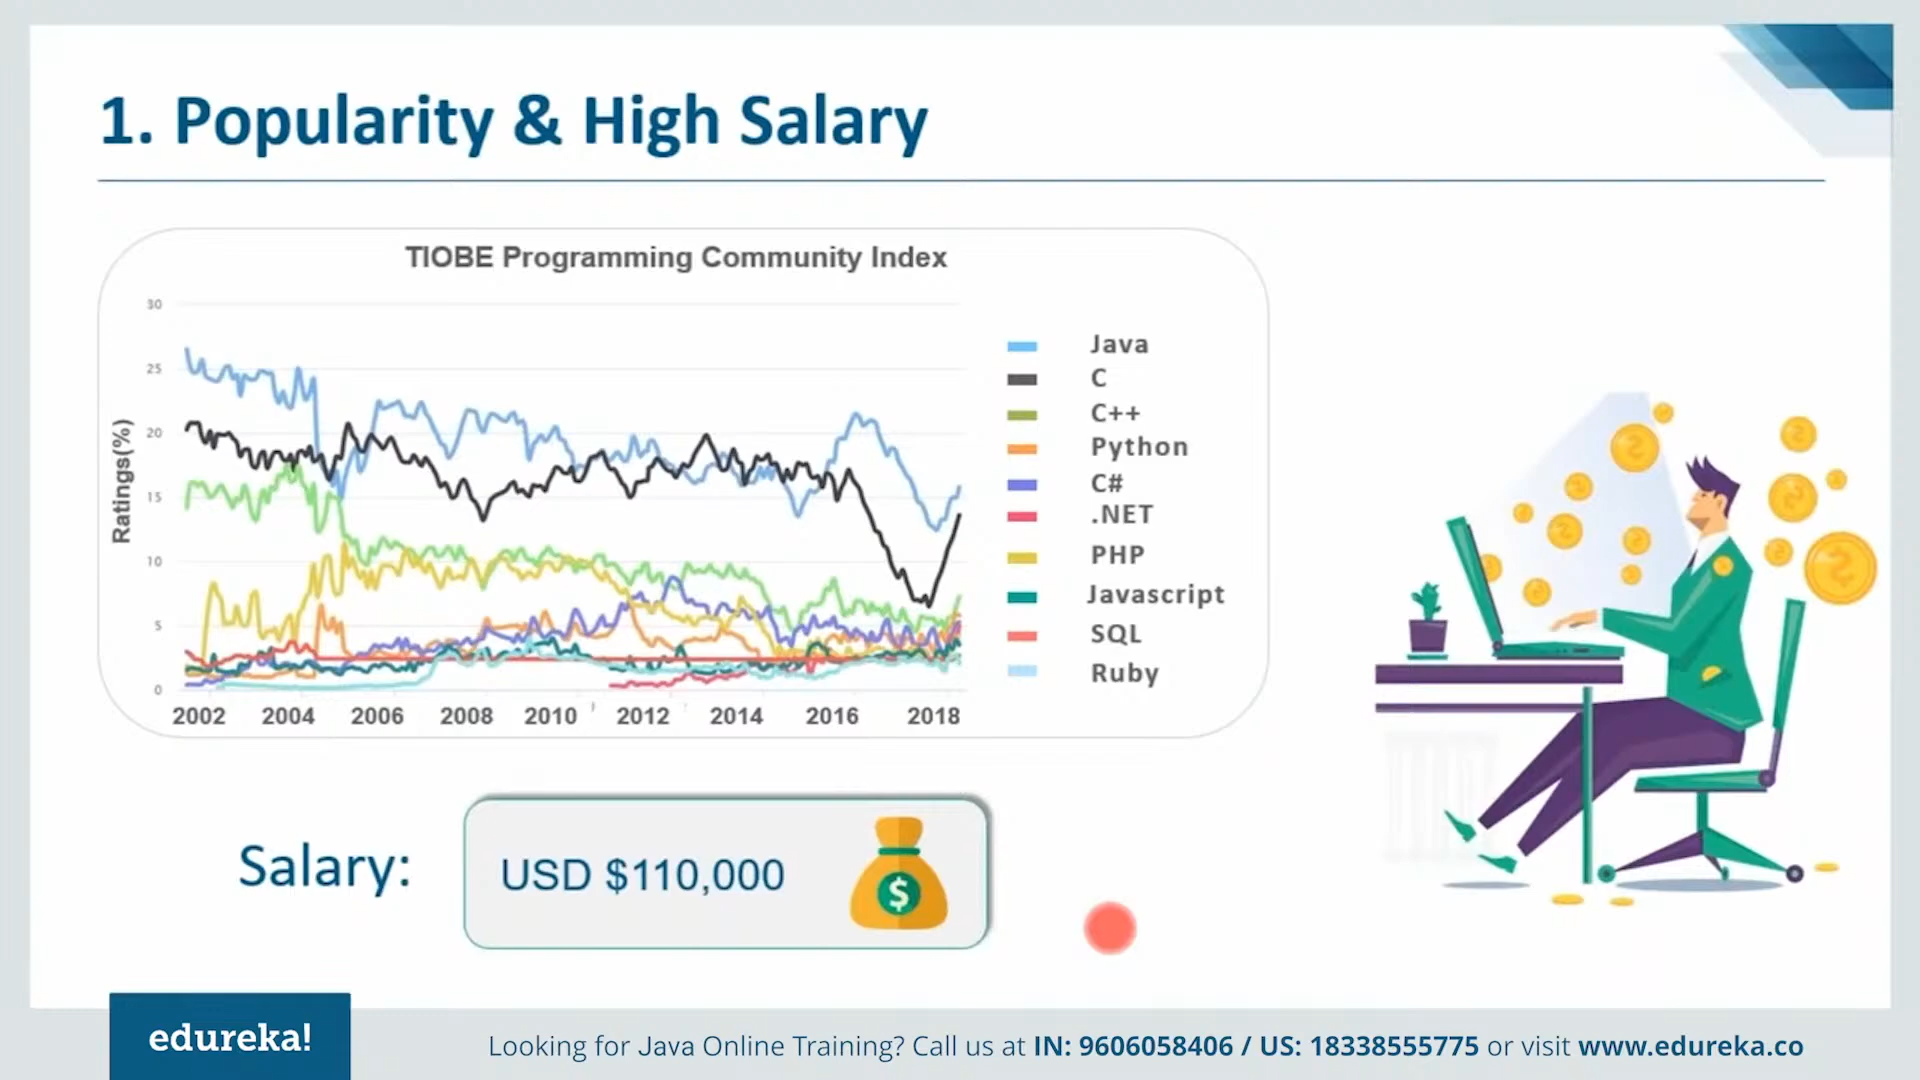 1. Popularity & High Salary
TIOBE Programming Community Index
Ratings(%)
30
25
20
15
10
5
0
2002 2004 2006 2008 2010 2012 2014 2016 2018
Java
C
C++
Python
C#
.NET
PHP
Javascript
SQL
Ruby
Salary:
USD $110,000
$
edureka!
Looking for Java Online Training? Call us at IN: 9606058406 / US: 18338555775 or visit www.edureka.co